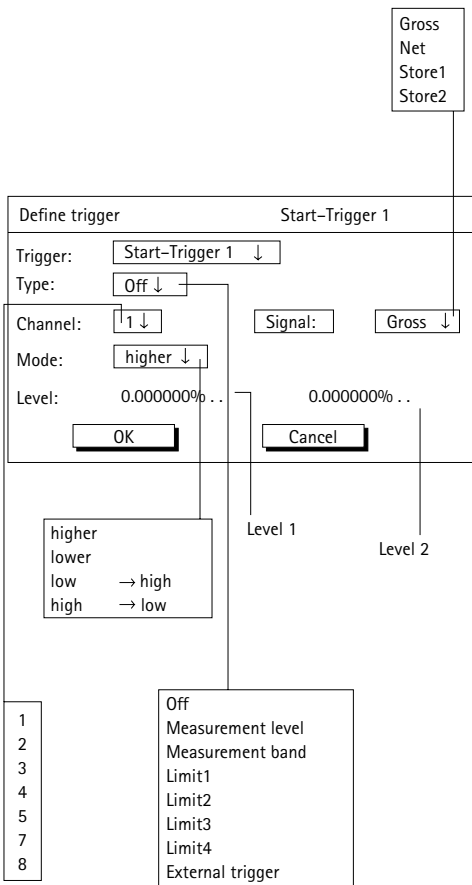 Gross
Net
Store1
Store2
Define trigger Start–Trigger 1
Trigger: Start–Trigger 1 ↓
Type: Off ↓
Channel: 1 ↓ Signal: Gross ↓
Mode: higher ↓
Level: 0.000000% . . 0.000000% . .
OK Cancel
Level 1
Level 2
higher
lower
low → high
high → low
1
2
3
4
5
7
8
Off
Measurement level
Measurement band
Limit1
Limit2
Limit3
Limit4
External trigger